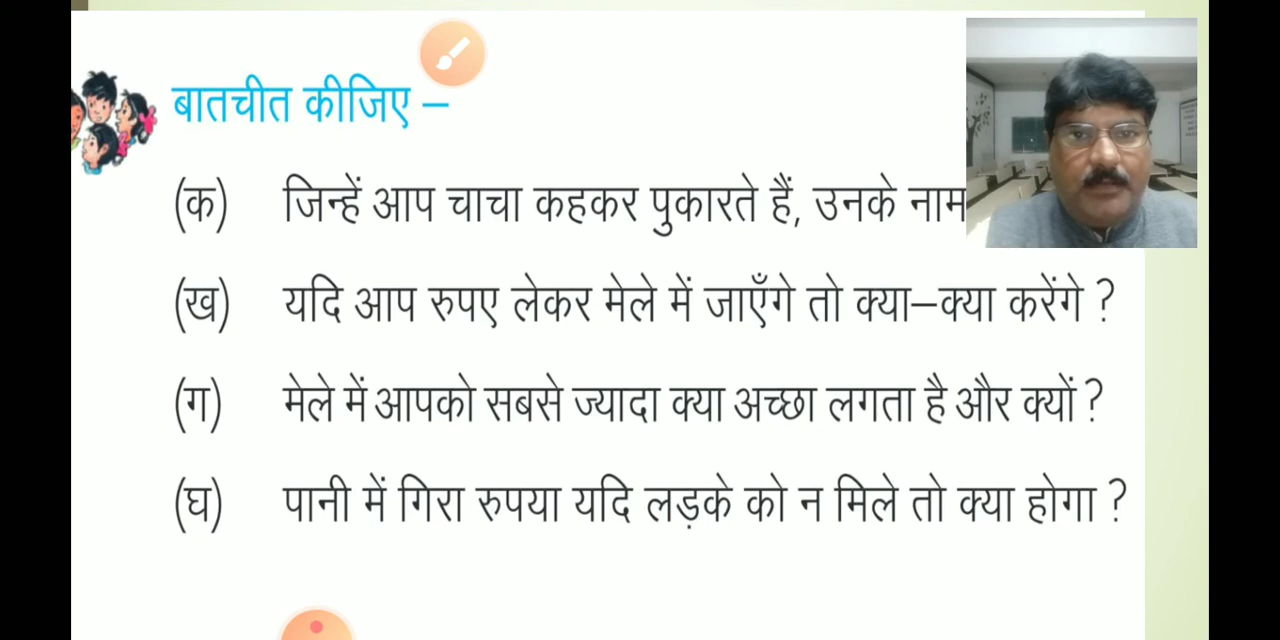 बातचीत कीजिए –
(क) जिन्हें आप चाचा कहकर पुकारते हैं, उनके नाम
(ख) यदि आप रुपए लेकर मेले में जाएँगे तो क्या–क्या करेंगे ?
(ग) मेले में आपको सबसे ज्यादा क्या अच्छा लगता है और क्यों ?
(घ) पानी में गिरा रुपया यदि लड़के को न मिले तो क्या होगा ?